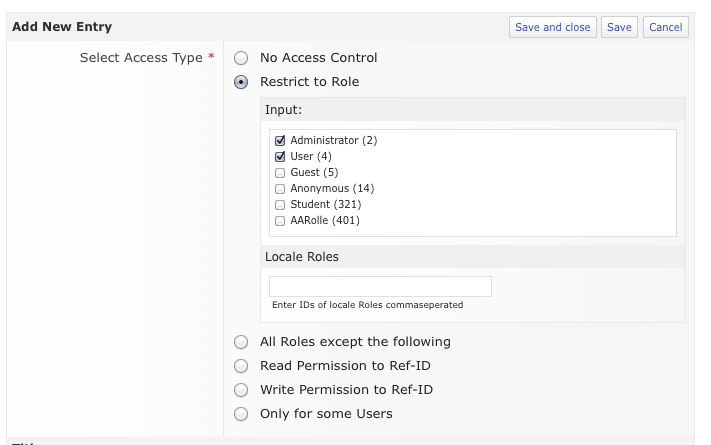 Add New Entry
Save and close Save Cancel
Select Access Type * No Access Control
Restrict to Role
Input:
Administrator (2)
User (4)
Guest (5)
Anonymous (14)
Student (321)
AARolle (401)
Locale Roles
Enter IDs of locale Roles commaseperated
All Roles except the following
Read Permission to Ref-ID
Write Permission to Ref-ID
Only for some Users